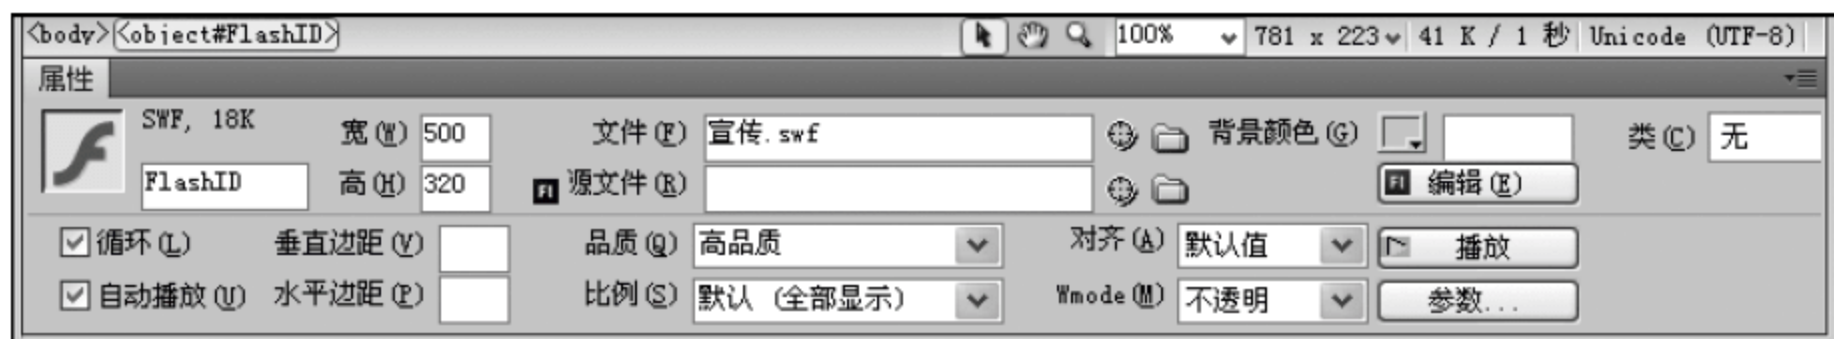 <body> <object#FlashID> 100% 781 x 223 41 K / 1 秒 Unicode (UTF-8)
属性
SWF, 18K 宽(W) 500 文件(F) 宣传.swf 背景颜色(G) 类(C) 无
FlashID 高(H) 320 源文件(R) 编辑(E)
循环(L) 垂直边距(V) 品质(Q) 高品质 对齐(A) 默认值 播放
自动播放(U) 水平边距(P) 比例(S) 默认 (全部显示) Wmode(M) 不透明 参数...